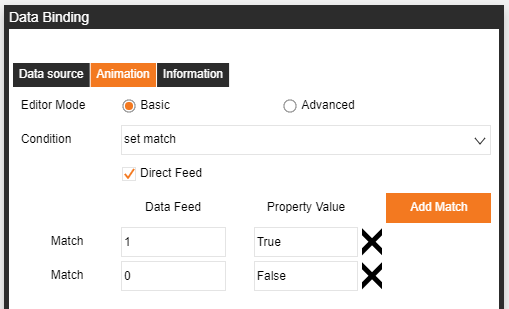 Data Binding
Data source Animation Information
Editor Mode Basic Advanced
Condition set match
Direct Feed
Data Feed Property Value Add Match
Match 1 True
Match 0 False